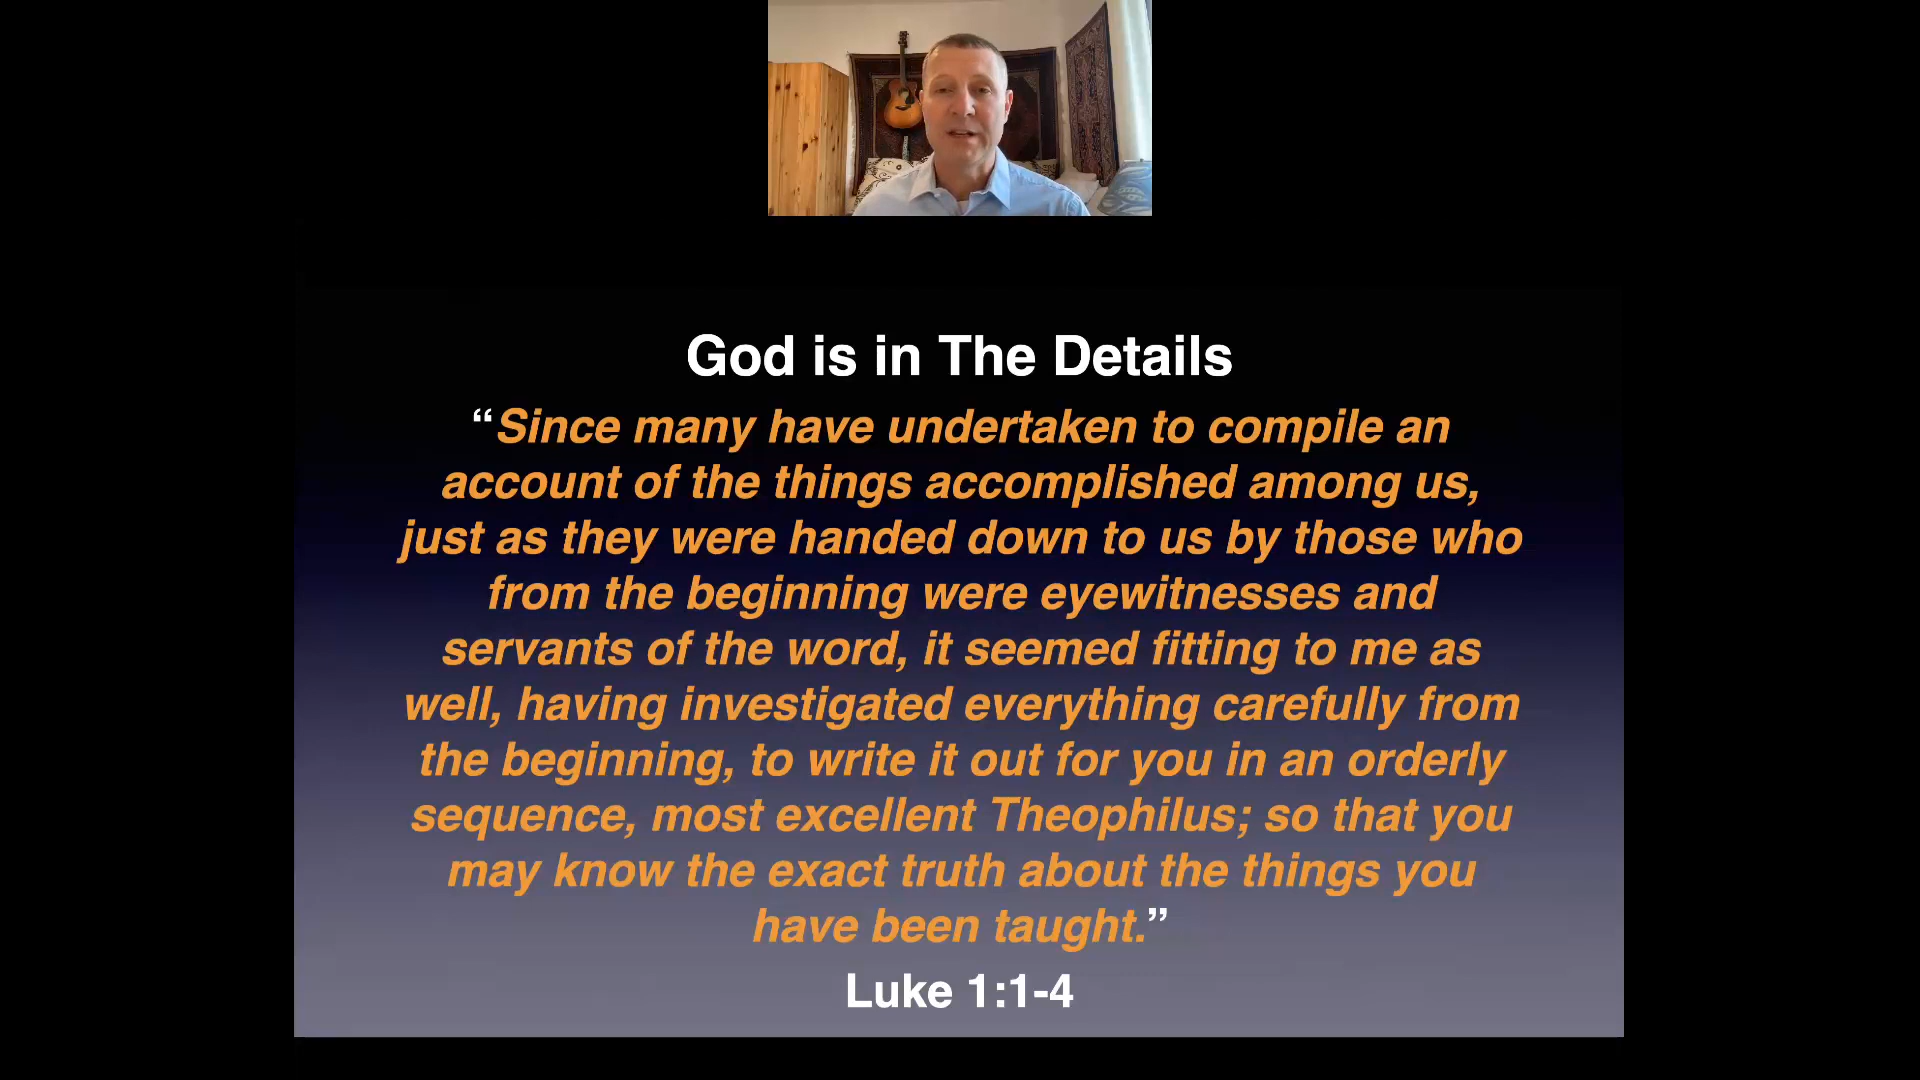 God is in The Details
“Since many have undertaken to compile an
account of the things accomplished among us,
just as they were handed down to us by those who
from the beginning were eyewitnesses and
servants of the word, it seemed fitting to me as
well, having investigated everything carefully from
the beginning, to write it out for you in an orderly
sequence, most excellent Theophilus; so that you
may know the exact truth about the things you
have been taught.”
Luke 1:1-4